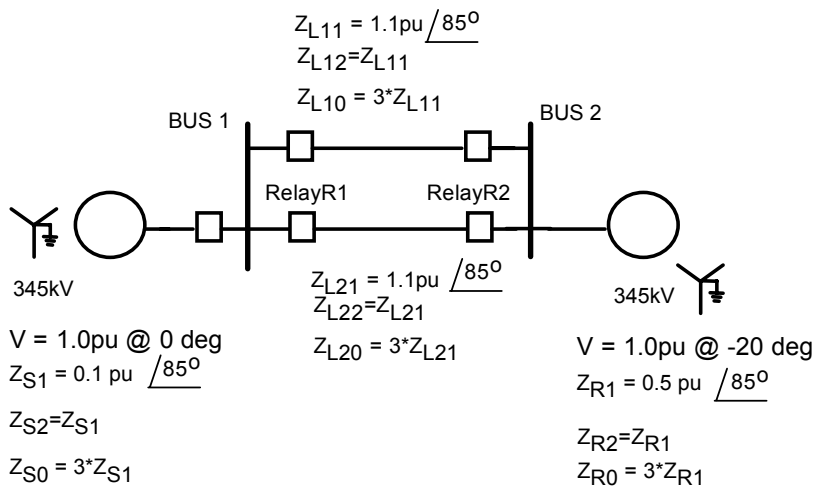 Z_L11 = 1.1pu /85°
Z_L12=Z_L11
Z_L10 = 3*Z_L11
BUS 1
BUS 2
RelayR1
RelayR2
345kV
Z_L21 = 1.1pu /85°
Z_L22=Z_L21
Z_L20 = 3*Z_L21
345kV
V = 1.0pu @ 0 deg
Z_S1 = 0.1 pu /85°
Z_S2=Z_S1
Z_S0 = 3*Z_S1
V = 1.0pu @ -20 deg
Z_R1 = 0.5 pu /85°
Z_R2=Z_R1
Z_R0 = 3*Z_R1